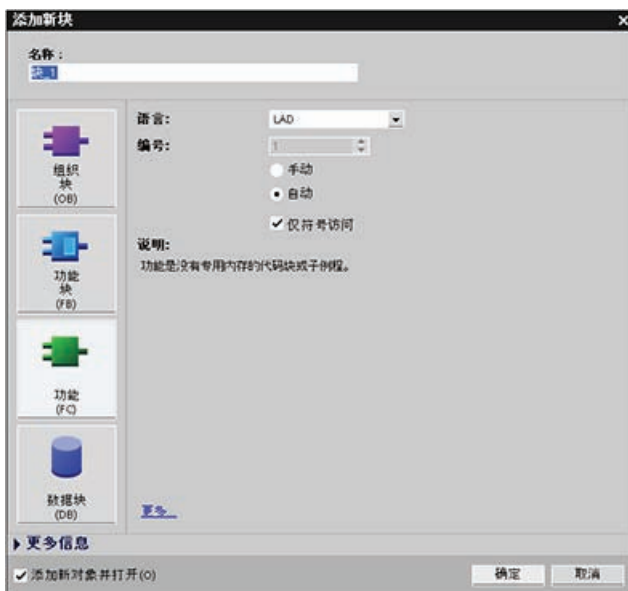 添加新块
名称：
块_1
组织
块
(OB)
功能
块
(FB)
功能
(FC)
数据块
(DB)
语言:
LAD
编号:
1
手动
自动
仅符号访问
说明:
功能是没有专用内存的代码块或子例程。
更多...
更多信息
添加新对象并打开(O)
确定
取消